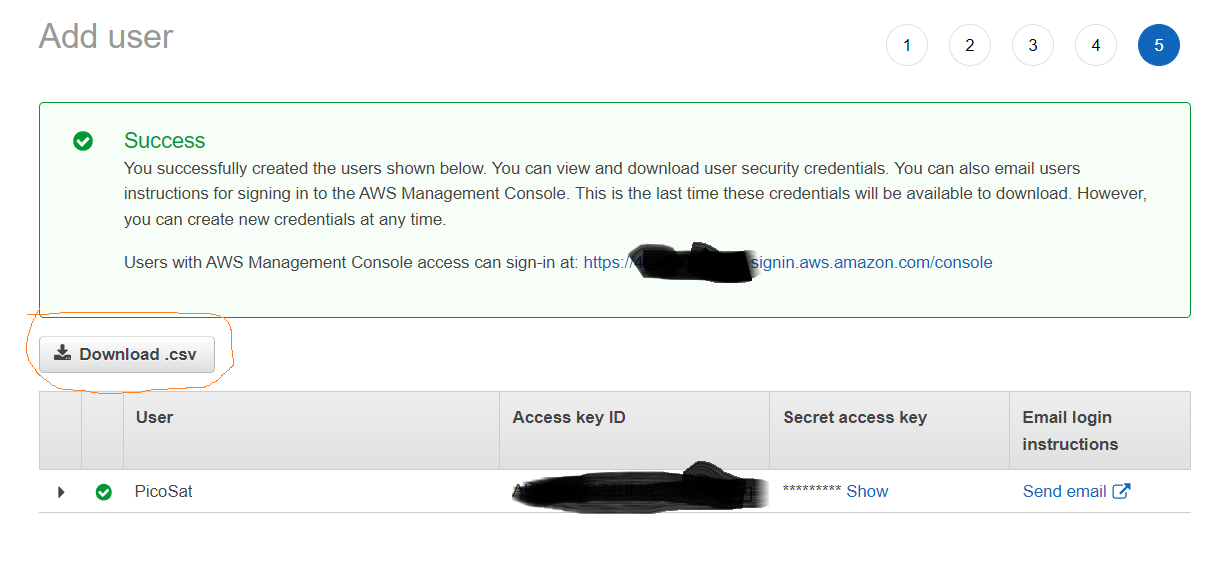 Add user
1 2 3 4 5
Success
You successfully created the users shown below. You can view and download user security credentials. You can also email users
instructions for signing in to the AWS Management Console. This is the last time these credentials will be available to download. However,
you can create new credentials at any time.
Users with AWS Management Console access can sign-in at: https:// signin.aws.amazon.com/console
Download .csv
User Access key ID Secret access key Email login
instructions
PicoSat ********* Show Send email